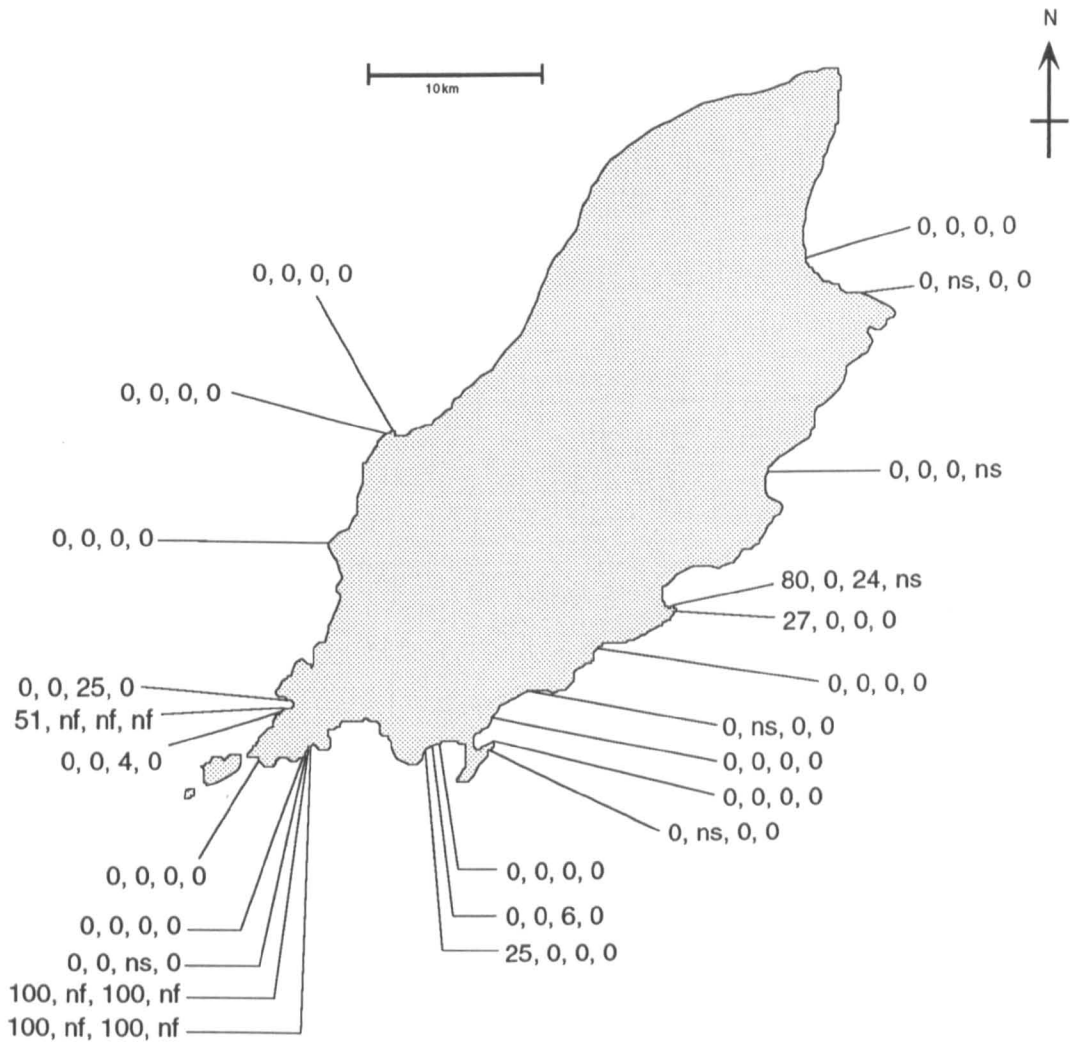 N
10km
0, 0, 0, 0
0, ns, 0, 0
0, 0, 0, 0
0, 0, 0, 0
0, 0, 0, ns
0, 0, 0, 0
80, 0, 24, ns
27, 0, 0, 0
0, 0, 0, 0
0, 0, 25, 0
51, nf, nf, nf
0, 0, 4, 0
0, ns, 0, 0
0, 0, 0, 0
0, 0, 0, 0
0, ns, 0, 0
0, 0, 0, 0
0, 0, 0, 0
0, 0, ns, 0
100, nf, 100, nf
100, nf, 100, nf
0, 0, 0, 0
0, 0, 6, 0
25, 0, 0, 0